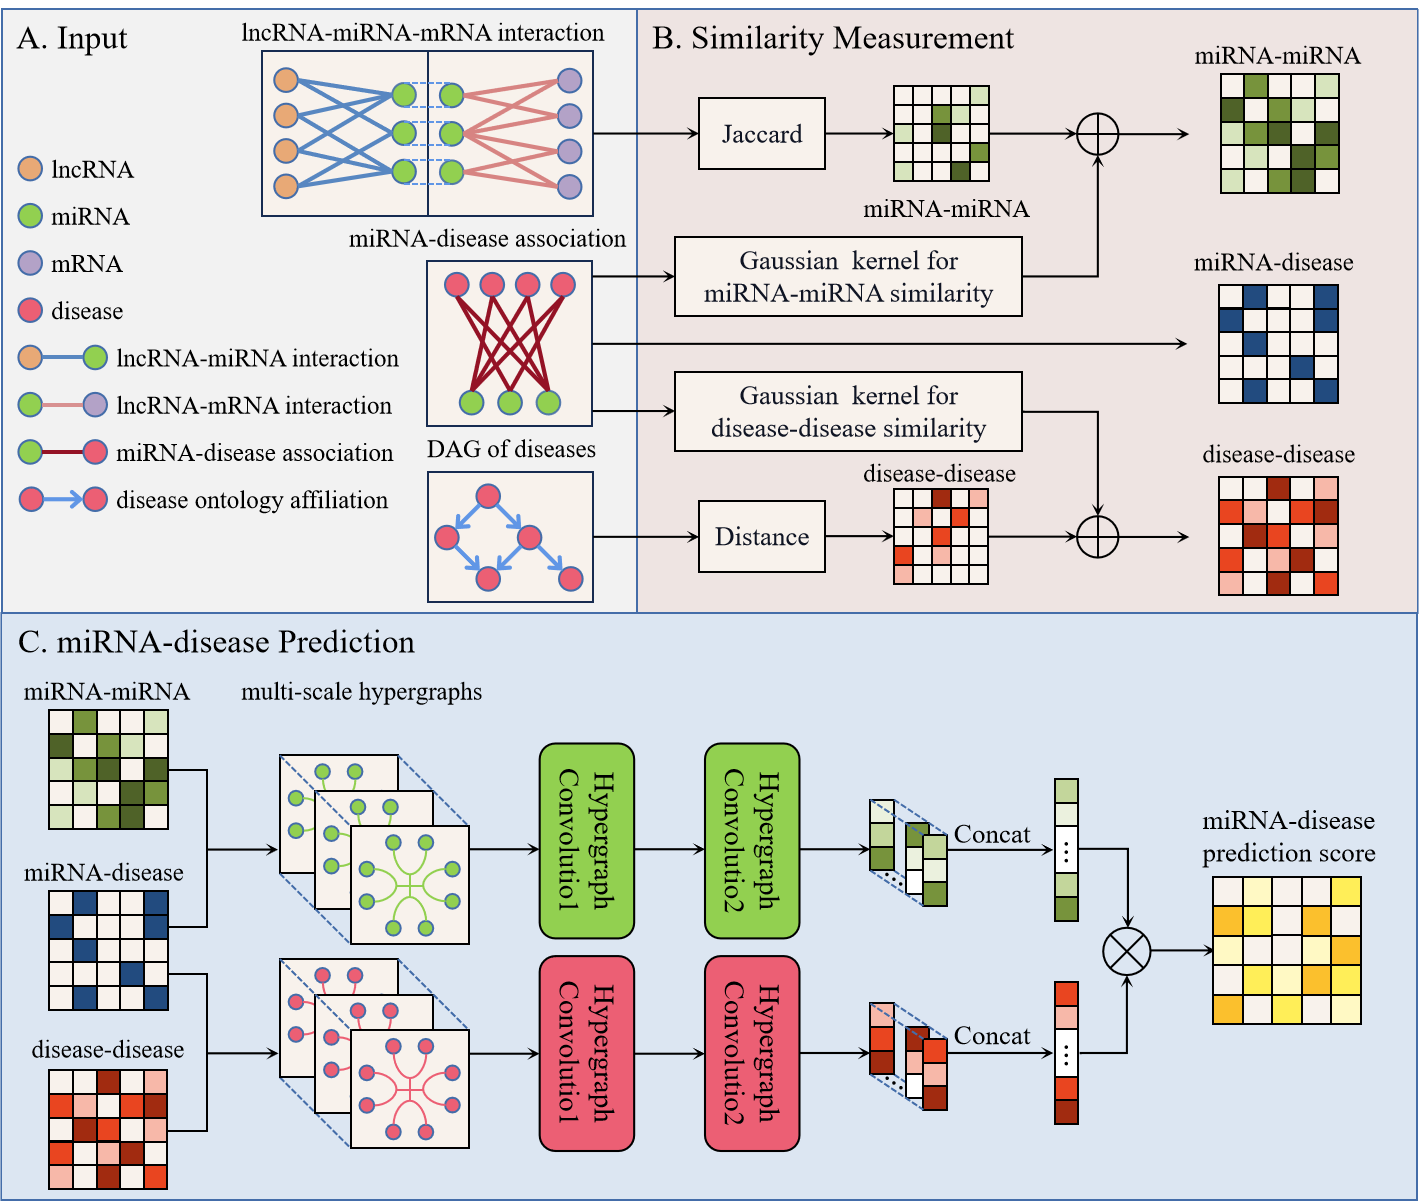 A. Input
lncRNA-miRNA-mRNA interaction
lncRNA
miRNA
mRNA
disease
lncRNA-miRNA interaction
lncRNA-mRNA interaction
miRNA-disease association
disease ontology affiliation
miRNA-disease association
DAG of diseases
B. Similarity Measurement
Jaccard
miRNA-miRNA
miRNA-miRNA
Gaussian kernel for
miRNA-miRNA similarity
miRNA-disease
Gaussian kernel for
disease-disease similarity
disease-disease
disease-disease
Distance
C. miRNA-disease Prediction
miRNA-miRNA
multi-scale hypergraphs
miRNA-disease
disease-disease
Hypergraph
Convolutio1
Hypergraph
Convolutio2
Concat
Hypergraph
Convolutio1
Hypergraph
Convolutio2
Concat
miRNA-disease
prediction score